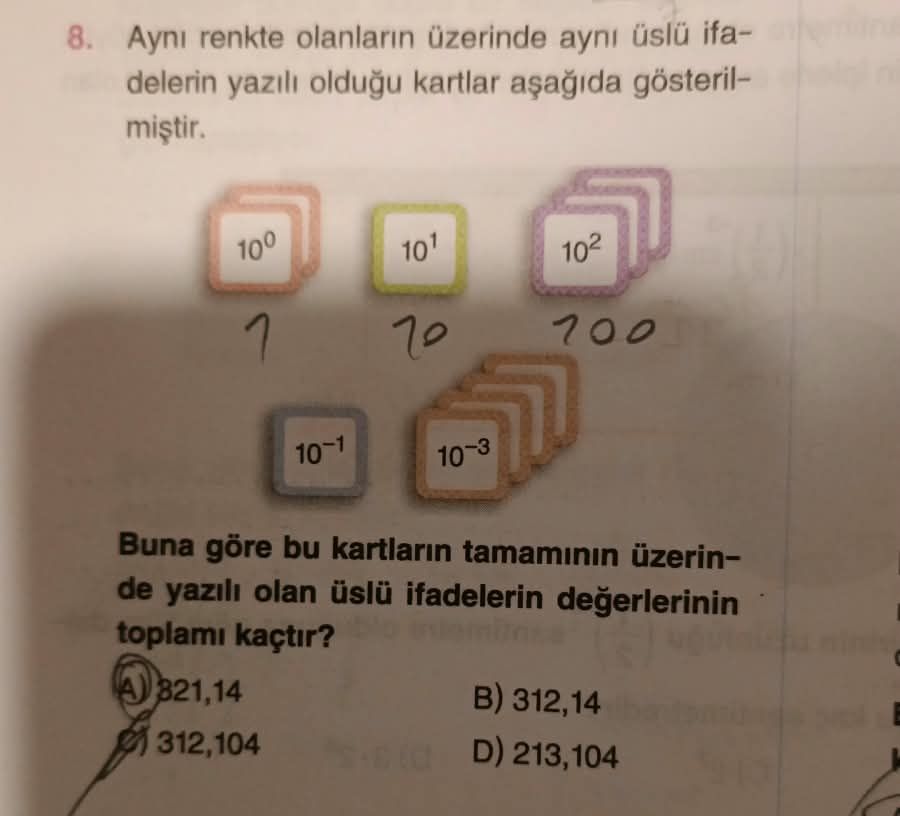 8. Aynı renkte olanların üzerinde aynı üslü ifa-
delerin yazılı olduğu kartlar aşağıda gösteril-
miştir.
10⁰ 10¹ 10²
1 10 100
10⁻¹ 10⁻³
Buna göre bu kartların tamamının üzerin-
de yazılı olan üslü ifadelerin değerlerinin
toplamı kaçtır?
A) 321,14 B) 312,14
C) 312,104 D) 213,104